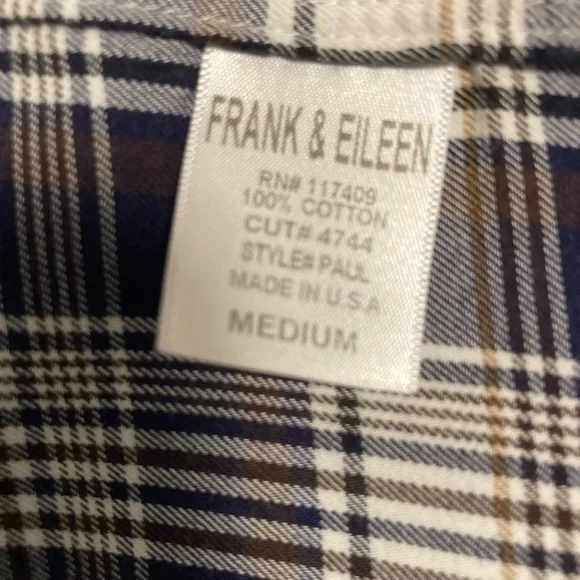 FRANK & EILEEN
RN# 117409
100% COTTON
CUT# 4744
STYLE# PAUL
MADE IN U.S.A
MEDIUM